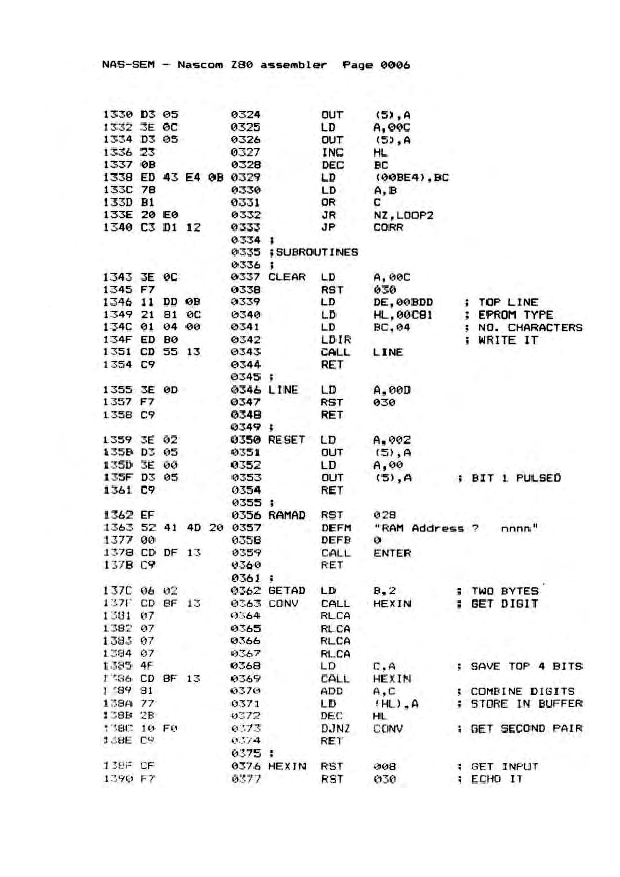 NAS-SEM - Nascom Z80 assembler Page 0006
1330 D3 05 0324 OUT (5),A
1332 3E 0C 0325 LD A,00C
1334 D3 05 0326 OUT (5),A
1336 23 0327 INC HL
1337 0B 0328 DEC BC
1338 ED 43 E4 0B 0329 LD (00BE4),BC
133C 78 0330 LD A,B
133D B1 0331 OR C
133E 20 E0 0332 JR NZ,LOOP2
1340 C3 D1 12 0333 JP CORR
0334 ;
0335 ;SUBROUTINES
0336 ;
1343 3E 0C 0337 CLEAR LD A,00C
1345 F7 0338 RST 030
1346 11 DD 0B 0339 LD DE,00BDD ; TOP LINE
1349 21 81 0C 0340 LD HL,00C81 ; EPROM TYPE
134C 01 04 00 0341 LD BC,04 ; NO. CHARACTERS
134F ED B0 0342 LDIR ; WRITE IT
1351 CD 55 13 0343 CALL LINE
1354 C9 0344 RET
0345 ;
1355 3E 0D 0346 LINE LD A,00D
1357 F7 0347 RST 030
1358 C9 0348 RET
0349 ;
1359 3E 02 0350 RESET LD A,002
135B D3 05 0351 OUT (5),A
135D 3E 00 0352 LD A,00
135F D3 05 0353 OUT (5),A ; BIT 1 PULSED
1361 C9 0354 RET
0355 ;
1362 EF 0356 RAMAD RST 028
1363 52 41 4D 20 0357 DEFM "RAM Address ? nnnn"
1377 00 0358 DEFB 0
1378 CD DF 13 0359 CALL ENTER
137B C9 0360 RET
0361 ;
137C 06 02 0362 GETAD LD B,2 ; TWO BYTES
137F CD 8F 13 0363 CONV CALL HEXIN ; GET DIGIT
1381 07 0364 RLCA
1382 07 0365 RLCA
1383 07 0366 RLCA
1384 07 0367 RLCA
1385 4F 0368 LD C,A ; SAVE TOP 4 BITS
1386 CD 8F 13 0369 CALL HEXIN
1389 81 0370 ADD A,C ; COMBINE DIGITS
138A 77 0371 LD (HL),A ; STORE IN BUFFER
138B 2B 0372 DEC HL
138C 10 F0 0373 DJNZ CONV ; GET SECOND PAIR
138E C9 0374 RET
0375 ;
138F CF 0376 HEXIN RST 008 ; GET INPUT
1390 F7 0377 RST 030 ; ECHO IT